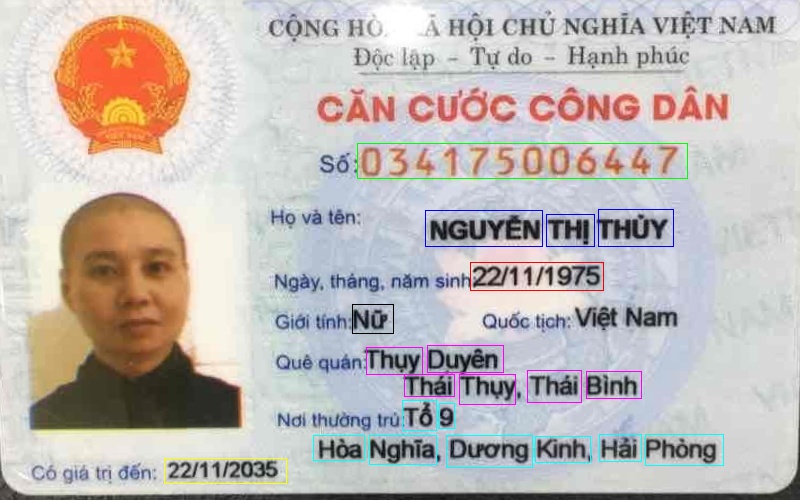 CỘNG HÒ ÃA HỘI CHỦ NGHĨA VIỆT NAM
Độc lập - Tự do - Hạnh phúc
CĂN CƯỚC CÔNG DÂN
Số: 034175006447
Họ và tên: NGUYỄN THỊ THỦY
Ngày, tháng, năm sinh: 22/11/1975
Giới tính: Nữ Quốc tịch: Việt Nam
Quê quán: Thụy Duyên
Thái Thụy, Thái Bình
Nơi thường trú: Tổ 9
Hòa Nghĩa, Dương Kinh, Hải Phòng
Có giá trị đến: 22/11/2035